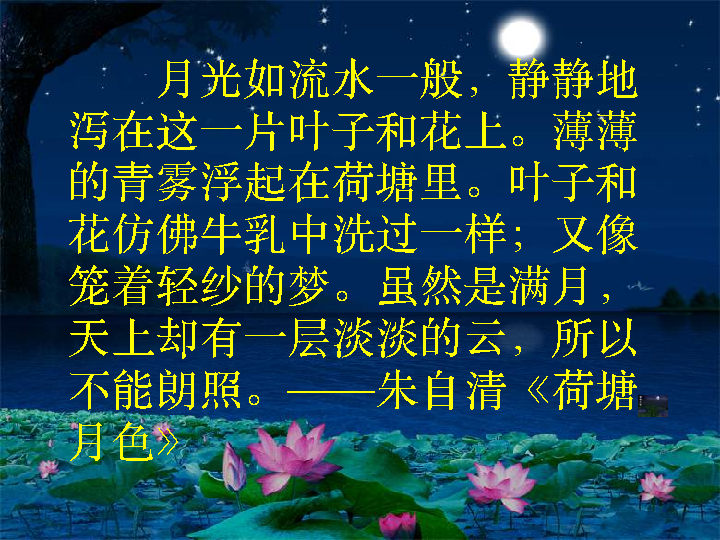 月光如流水一般，静静地
泻在这一片叶子和花上。薄薄
的青雾浮起在荷塘里。叶子和
花仿佛牛乳中洗过一样；又像
笼着轻纱的梦。虽然是满月，
天上却有一层淡淡的云，所以
不能朗照。——朱自清《荷塘
月色》